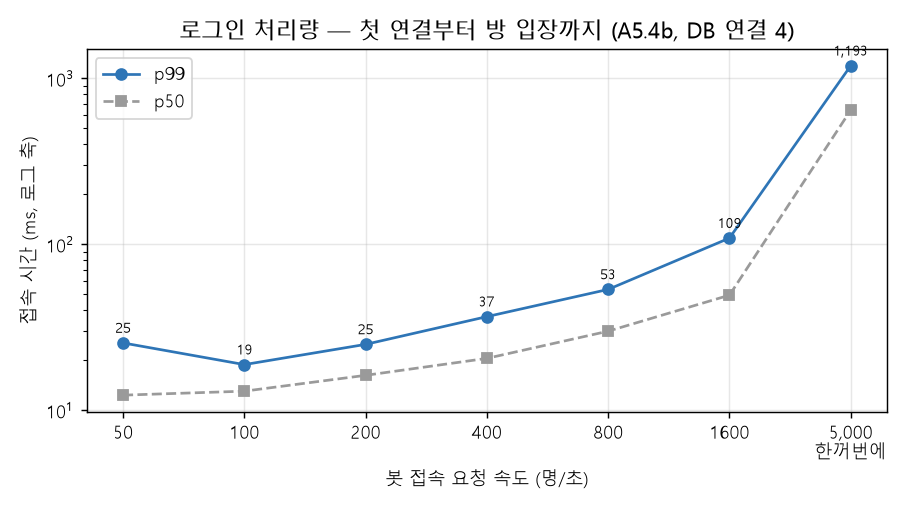 로그인 처리량 — 첫 연결부터 방 입장까지 (A5.4b, DB 연결 4)
p99
p50
접속 시간 (ms, 로그 축)
10³
10²
10¹
25
19
25
37
53
109
1,193
50
100
200
400
800
1600
5,000
한꺼번에
봇 접속 요청 속도 (명/초)